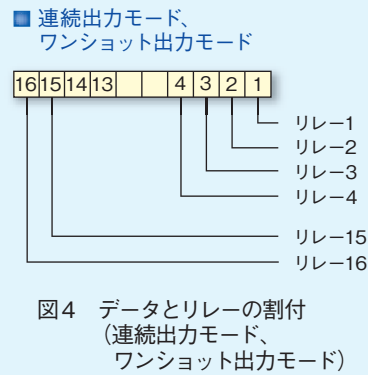 ■ 連続出力モード、
ワンショット出力モード
16 15 14 13 4 3 2 1
リレー1
リレー2
リレー3
リレー4
リレー15
リレー16
図4 データとリレーの割付
(連続出力モード、
ワンショット出力モード)